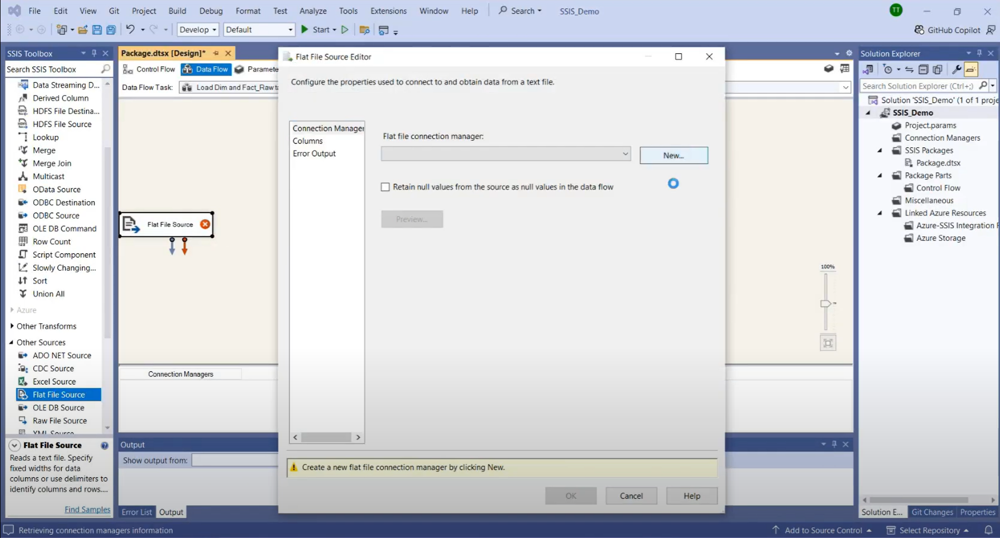 File Edit View Git Project Build Debug Format Test Analyze Tools Extensions Window Help Search SSIS_Demo TT
Develop Default Start GitHub Copilot
SSIS Toolbox
Search SSIS Toolbox
Data Streaming D...
Derived Column
HDFS File Destina...
HDFS File Source
Lookup
Merge
Merge Join
Multicast
OData Source
ODBC Destination
ODBC Source
OLE DB Command
Row Count
Script Component
Slowly Changing...
Sort
Union All
Azure
Other Transforms
Other Sources
ADO NET Source
CDC Source
Excel Source
Flat File Source
OLE DB Source
Raw File Source
XML Source
Flat File Source
Reads a text file. Specify
fixed widths for data
columns or use delimiters to
identify columns and rows....
Find Samples
Package.dtsx [Design]*
Control Flow Data Flow Paramete
Data Flow Task: Load Dim and Fact_Raw ta
Flat File Source
100%
Connection Managers
Output
Show output from:
Error List Output
Flat File Source Editor
Configure the properties used to connect to and obtain data from a text file.
Connection Manager
Columns
Error Output
Flat file connection manager:
New...
Retain null values from the source as null values in the data flow
Preview...
Create a new flat file connection manager by clicking New.
OK Cancel Help
Solution Explorer
Search Solution Explorer (Ctrl+;)
Solution 'SSIS_Demo' (1 of 1 proje
SSIS_Demo
Project.params
Connection Managers
SSIS Packages
Package.dtsx
Package Parts
Control Flow
Miscellaneous
Linked Azure Resources
Azure-SSIS Integration
Azure Storage
Solution E... Git Changes Properties
Retrieving connection managers information Add to Source Control Select Repository